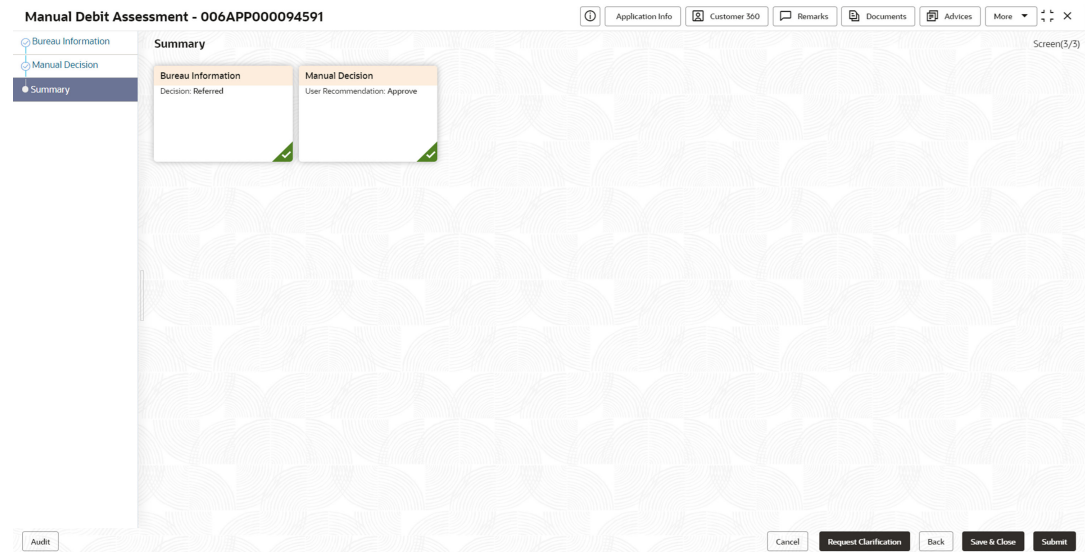 Manual Debit Assessment - 006APP000094591
Application Info
Customer 360
Remarks
Documents
Advices
More
Bureau Information
Manual Decision
Summary
Summary
Screen(3/3)
Bureau Information
Decision: Referred
Manual Decision
User Recommendation: Approve
Audit
Cancel
Request Clarification
Back
Save & Close
Submit